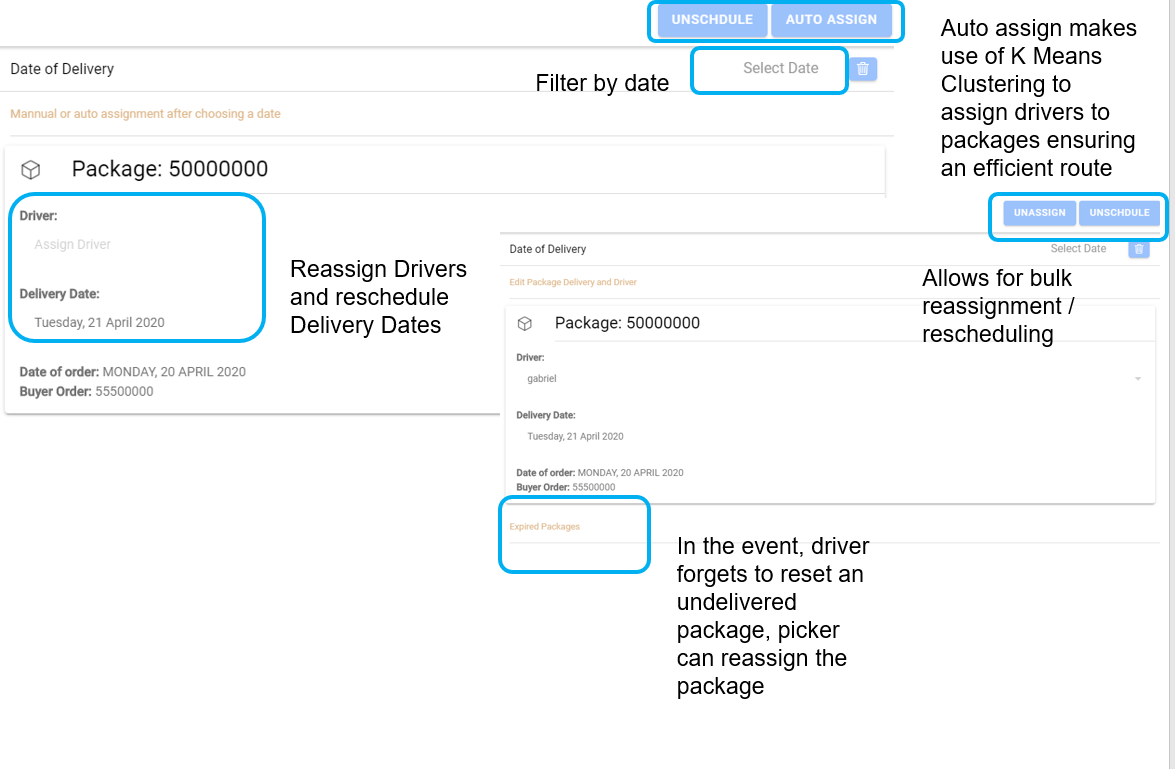 UNSCHDULE
AUTO ASSIGN
Auto assign makes
use of K Means
Clustering to
assign drivers to
packages ensuring
an efficient route
Date of Delivery
Filter by date
Select Date
Mannual or auto assignment after choosing a date
Package: 50000000
Driver:
Assign Driver
Delivery Date:
Tuesday, 21 April 2020
Date of order: MONDAY, 20 APRIL 2020
Buyer Order: 55500000
Reassign Drivers
and reschedule
Delivery Dates
UNASSIGN
UNSCHDULE
Date of Delivery
Select Date
Edit Package Delivery and Driver
Allows for bulk
reassignment /
rescheduling
Package: 50000000
Driver:
gabriel
Delivery Date:
Tuesday, 21 April 2020
Date of order: MONDAY, 20 APRIL 2020
Buyer Order: 55500000
Expired Packages
In the event, driver
forgets to reset an
undelivered
package, picker
can reassign the
package